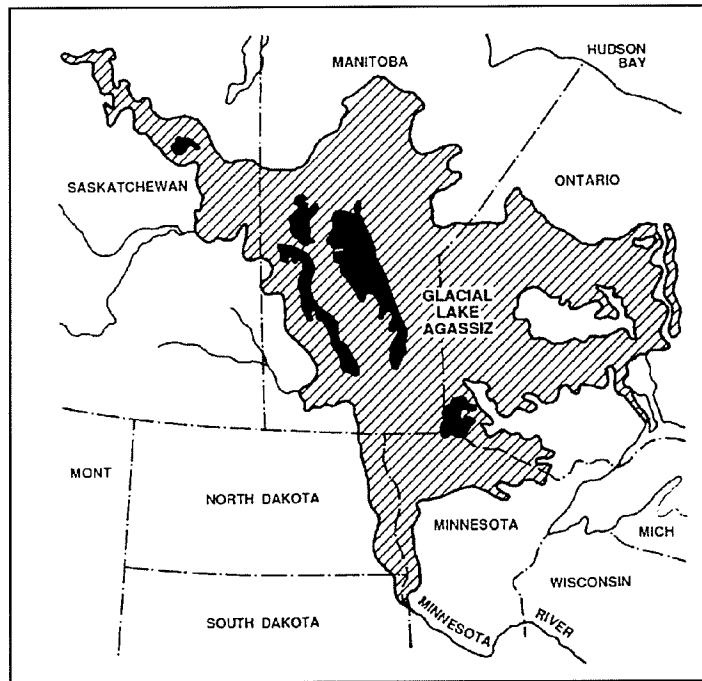 HUDSON
BAY
MANITOBA
SASKATCHEWAN
ONTARIO
GLACIAL
LAKE
AGASSIZ
MONT
NORTH DAKOTA
MINNESOTA
MICH
WISCONSIN
SOUTH DAKOTA
MINNESOTA
RIVER